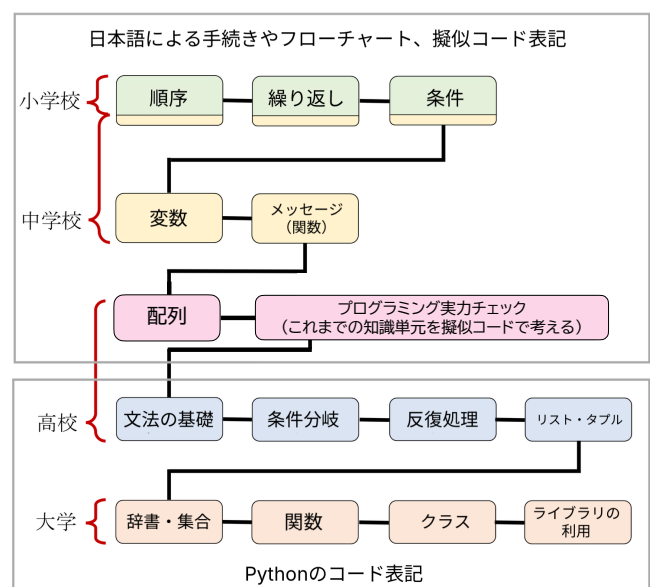 日本語による手続きやフローチャート、擬似コード表記
小学校
順序
繰り返し
条件
中学校
変数
メッセージ
（関数）
配列
プログラミング実力チェック
（これまでの知識単元を擬似コードで考える）
高校
文法の基礎
条件分岐
反復処理
リスト・タプル
大学
辞書・集合
関数
クラス
ライブラリの
利用
Pythonのコード表記